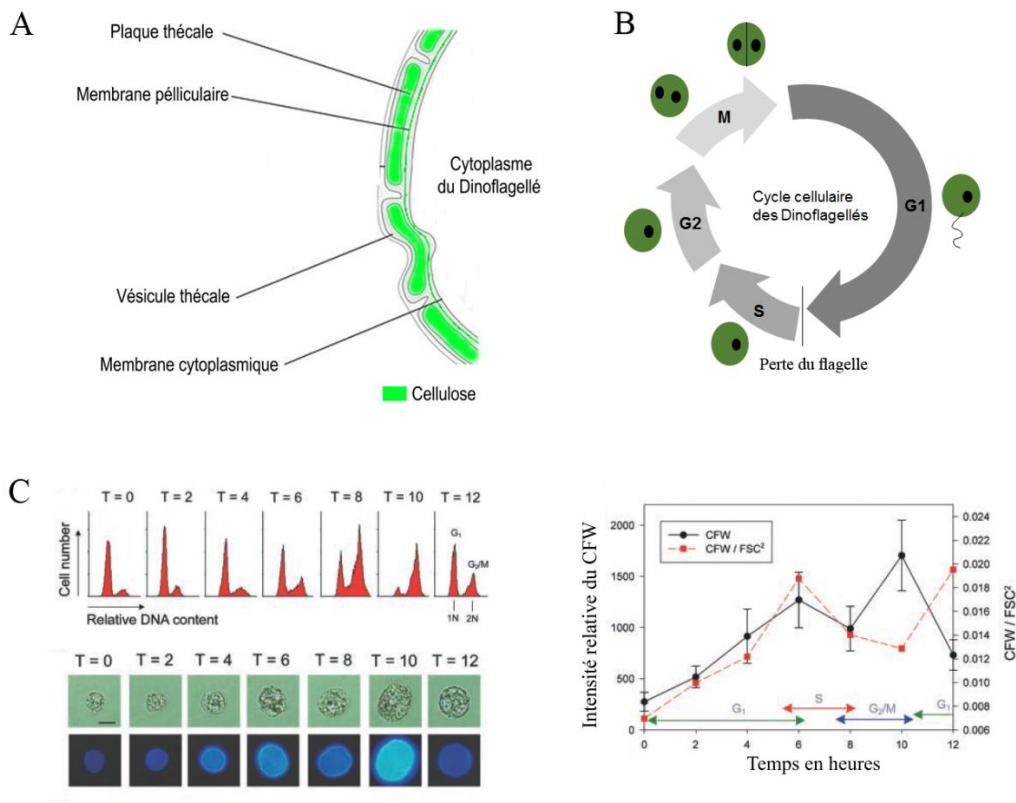 A
Plaque thécale
Membrane pélliculaire
Cytoplasme
du Dinoflagellé
Vésicule thécale
Membrane cytoplasmique
Cellulose
B
M
G1
G2
S
Cycle cellulaire
des Dinoflagellés
Perte du flagelle
C
T = 0 T = 2 T = 4 T = 6 T = 8 T = 10 T = 12
Cell number
G₁
G₂/M
Relative DNA content
1N 2N
T = 0 T = 2 T = 4 T = 6 T = 8 T = 10 T = 12
Intensité relative du CFW
2000
1500
1000
500
0
CFW
CFW / FSC²
G₁
S
G₂/M
G₁
0.024
0.022
0.020
0.018
0.016
0.014
0.012
0.010
0.008
0.006
CFW / FSC²
0 2 4 6 8 10 12
Temps en heures